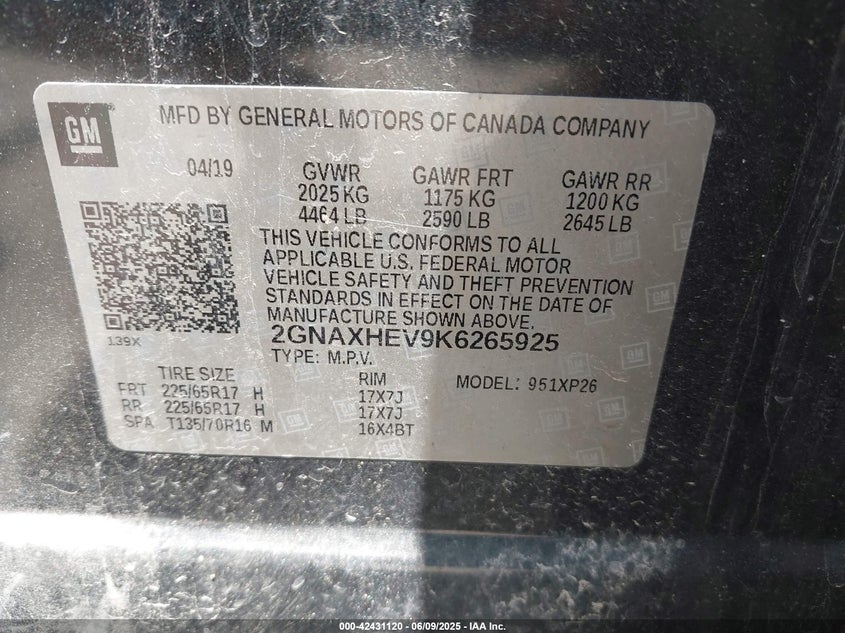 GM
MFD BY GENERAL MOTORS OF CANADA COMPANY
04/19
GVWR
2025 KG
4464 LB
GAWR FRT
1175 KG
2590 LB
GAWR RR
1200 KG
2645 LB
THIS VEHICLE CONFORMS TO ALL
APPLICABLE U.S. FEDERAL MOTOR
VEHICLE SAFETY AND THEFT PREVENTION
STANDARDS IN EFFECT ON THE DATE OF
MANUFACTURE SHOWN ABOVE.
139X
2GNAXHEV9K6265925
TYPE: M.P.V.
MODEL: 951XP26
TIRE SIZE
RIM
FRT 225/65R17 H 17X7J
RR 225/65R17 H 17X7J
SPA T135/70R16 M 16X4BT
000-42431120 - 06/09/2025 - IAA Inc.